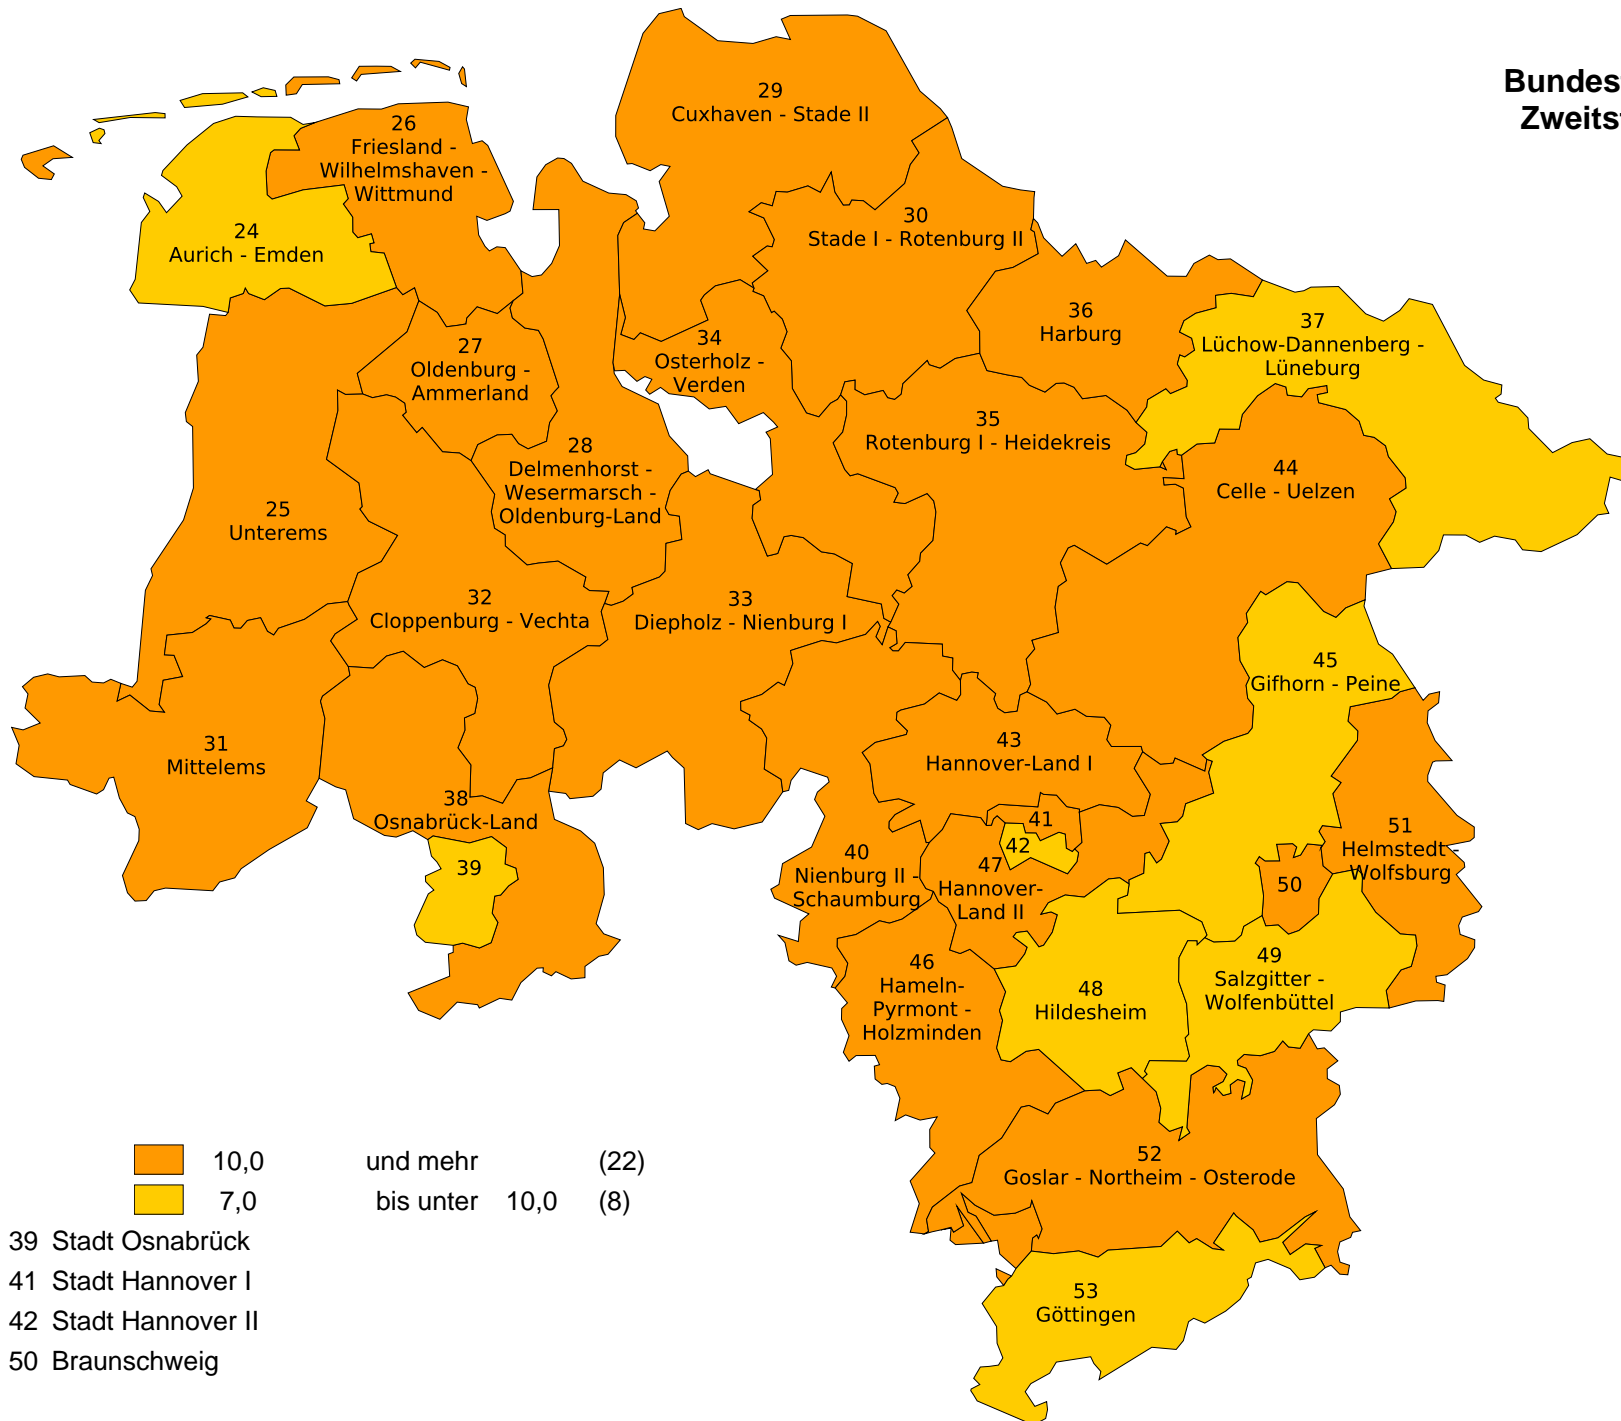 Bundes
Zweits
29
Cuxhaven - Stade II
26
Friesland -
Wilhelmshaven -
Wittmund
24
Aurich - Emden
30
Stade I - Rotenburg II
36
Harburg
37
Lüchow-Dannenberg -
Lüneburg
27
Oldenburg -
Ammerland
34
Osterholz -
Verden
35
Rotenburg I - Heidekreis
28
Delmenhorst -
Wesermarsch -
Oldenburg-Land
44
Celle - Uelzen
25
Unterems
32
Cloppenburg - Vechta
33
Diepholz - Nienburg I
45
Gifhorn - Peine
31
Mittelems
43
Hannover-Land I
38
Osnabrück-Land
41
42
51
Helmstedt -
Wolfsburg
39
40
Nienburg II -
Schaumburg
47
Hannover-
Land II
50
46
Hameln-
Pyrmont -
Holzminden
48
Hildesheim
49
Salzgitter -
Wolfenbüttel
52
Goslar - Northeim - Osterode
53
Göttingen
10,0 und mehr (22)
7,0 bis unter 10,0 (8)
39 Stadt Osnabrück
41 Stadt Hannover I
42 Stadt Hannover II
50 Braunschweig